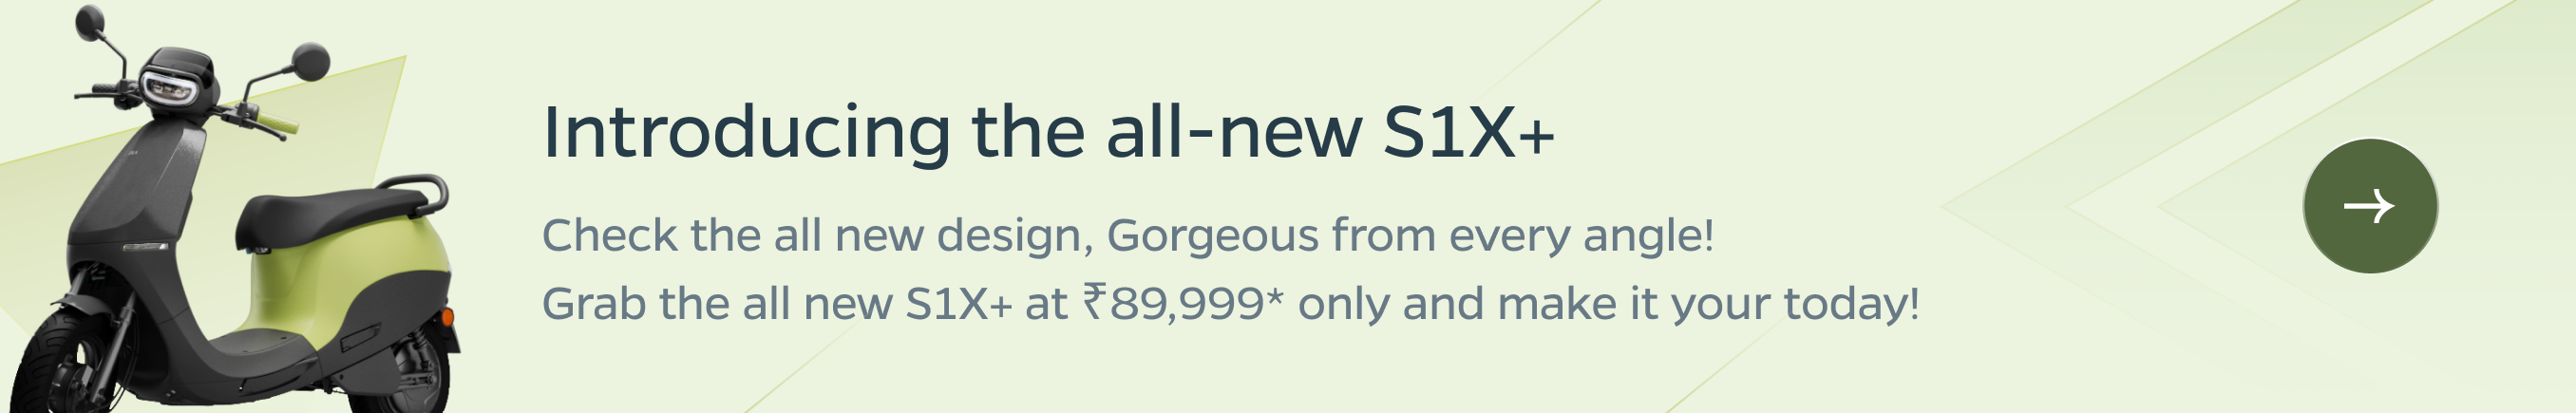 Introducing the all-new S1X+
Check the all new design, Gorgeous from every angle!
Grab the all new S1X+ at ₹89,999* only and make it your today!